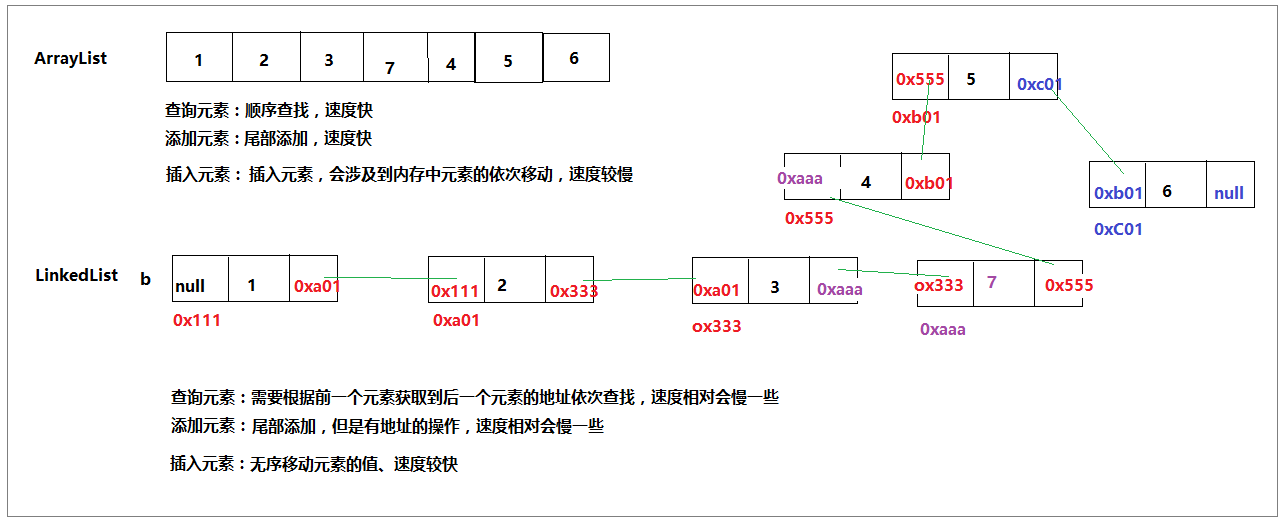 ArrayList 1 2 3 7 4 5 6
查询元素：顺序查找，速度快
添加元素：尾部添加，速度快
插入元素： 插入元素，会涉及到内存中元素的依次移动，速度较慢
0x555 5 0xc01
0xb01
0xaaa 4 0xb01
0x555
0xb01 6 null
0xC01
LinkedList b null 1 0xa01
0x111
0x111 2 0x333
0xa01
0xa01 3 0xaaa
ox333
ox333 7 0x555
0xaaa
查询元素：需要根据前一个元素获取到后一个元素的地址依次查找，速度相对会慢一些
添加元素：尾部添加，但是有地址的操作，速度相对会慢一些
插入元素：无序移动元素的值、速度较快